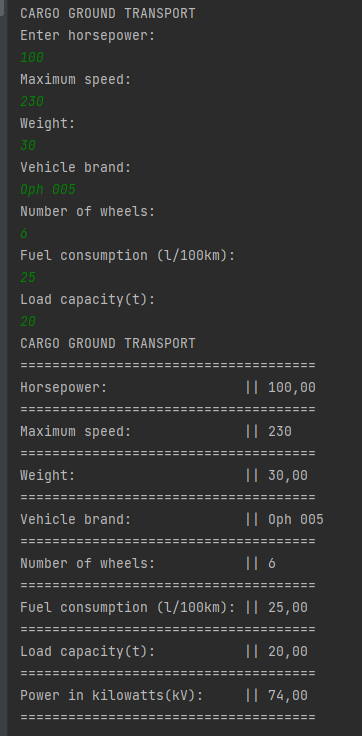 CARGO GROUND TRANSPORT
Enter horsepower:
100
Maximum speed:
230
Weight:
30
Vehicle brand:
Oph 005
Number of wheels:
6
Fuel consumption (l/100km):
25
Load capacity(t):
20
CARGO GROUND TRANSPORT
=====================================
Horsepower:                 || 100,00
=====================================
Maximum speed:              || 230
=====================================
Weight:                     || 30,00
=====================================
Vehicle brand:              || Oph 005
=====================================
Number of wheels:           || 6
=====================================
Fuel consumption (l/100km): || 25,00
=====================================
Load capacity(t):           || 20,00
=====================================
Power in kilowatts(kV):     || 74,00
=====================================